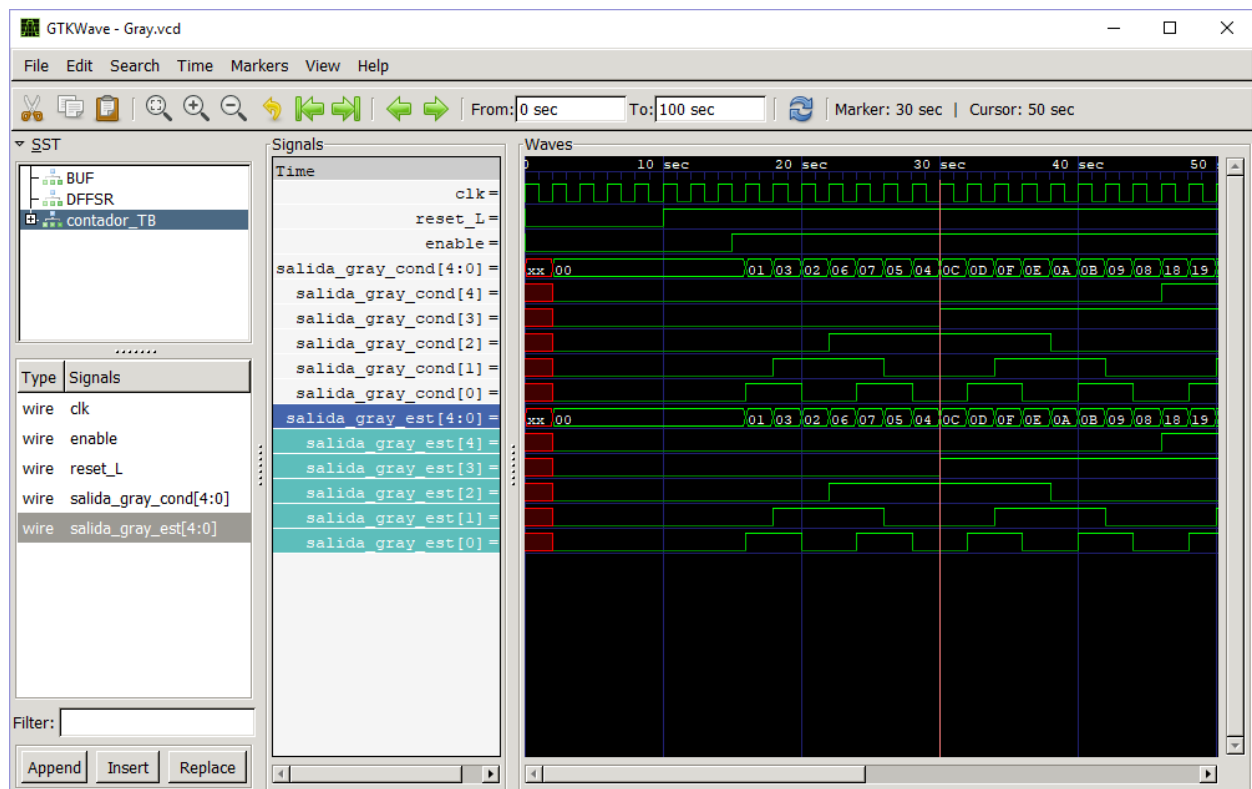 GTKWave - Gray.vcd
File Edit Search Time Markers View Help
From: 0 sec To: 100 sec Marker: 30 sec | Cursor: 50 sec
SST
BUF
DFFSR
contador_TB
Type Signals
wire clk
wire enable
wire reset_L
wire salida_gray_cond[4:0]
wire salida_gray_est[4:0]
Filter:
Append Insert Replace
Signals
Time
clk=
reset_L=
enable=
salida_gray_cond[4:0]=
salida_gray_cond[4]=
salida_gray_cond[3]=
salida_gray_cond[2]=
salida_gray_cond[1]=
salida_gray_cond[0]=
salida_gray_est[4:0]=
salida_gray_est[4]=
salida_gray_est[3]=
salida_gray_est[2]=
salida_gray_est[1]=
salida_gray_est[0]=
Waves
10 sec 20 sec 30 sec 40 sec 50
xx 00 01 03 02 06 07 05 04 0C 0D 0F 0E 0A 0B 09 08 18 19
xx 00 01 03 02 06 07 05 04 0C 0D 0F 0E 0A 0B 09 08 18 19